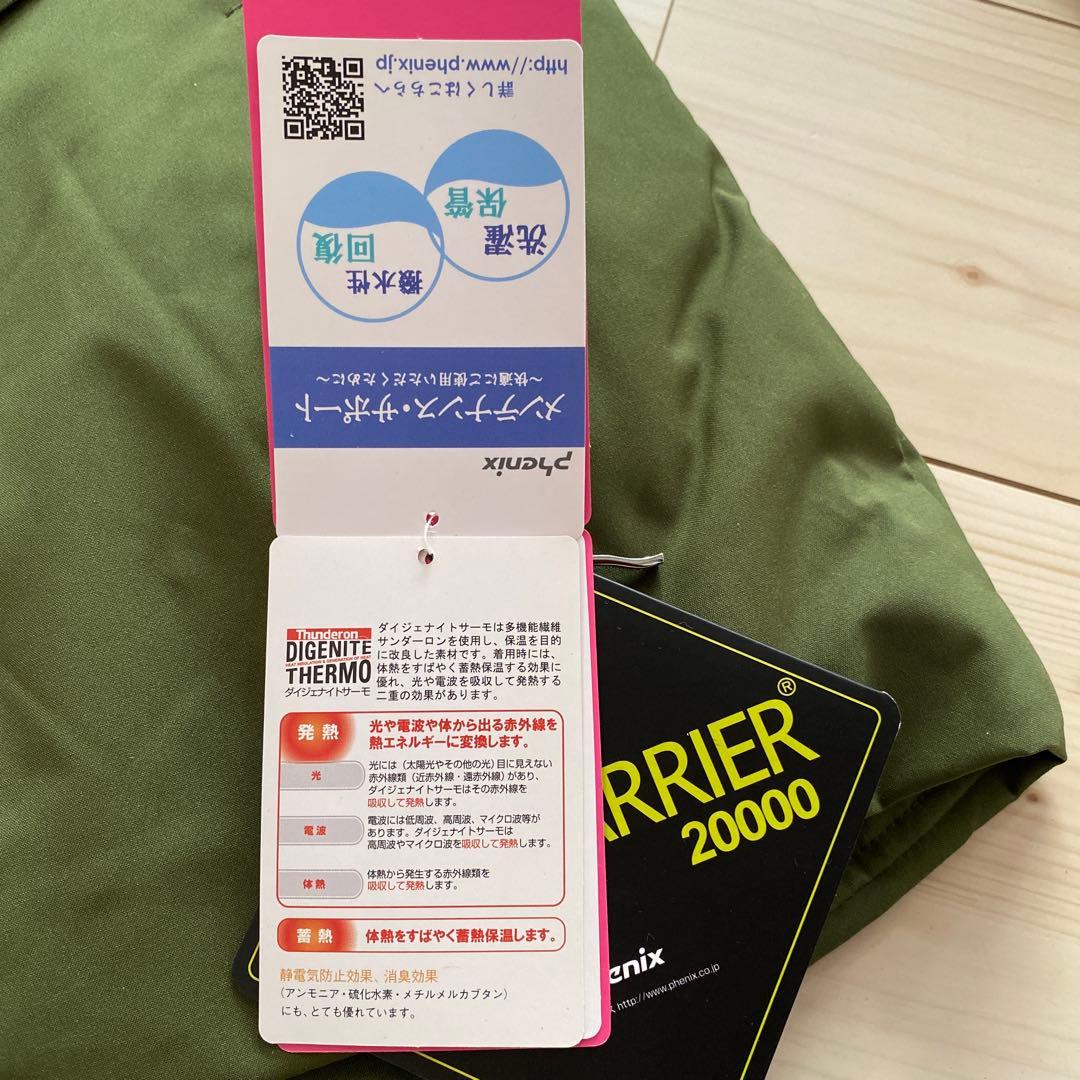 phenix
メンテナンス・サポート
～快適にご使用いただくために～
撥水性
回復
洗濯
保管
詳しくはこちらへ
http://www.phenix.jp
Thunderon
DIGENITE
HEAT INSULATION & GENERATION OF HEAT
THERMO
ダイジェナイトサーモ
ダイジェナイトサーモは多機能繊維
サンダーロンを使用し、保温を目的
に改良した素材です。着用時には、
体熱をすばやく蓄熱保温する効果に
優れ、光や電波を吸収して発熱する
二重の効果があります。
発熱
光や電波や体から出る赤外線を
熱エネルギーに変換します。
光
光には（太陽光やその他の光）目に見えない
赤外線類（近赤外線・遠赤外線）があり、
ダイジェナイトサーモはその赤外線を
吸収して発熱します。
電波
電波には低周波、高周波、マイクロ波等が
あります。ダイジェナイトサーモは
高周波やマイクロ波を吸収して発熱します。
体熱
体熱から発生する赤外線類を
吸収して発熱します。
蓄熱
体熱をすばやく蓄熱保温します。
静電気防止効果、消臭効果
（アンモニア・硫化水素・メチルメルカプタン）
にも、とても優れています。
ARRIER®
20000
enix
http://www.phenix.co.jp